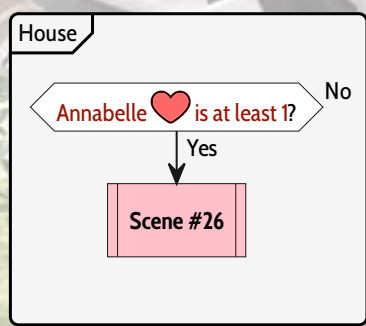 House
Annabelle ❤ is at least 1?
No
Yes
Scene #26